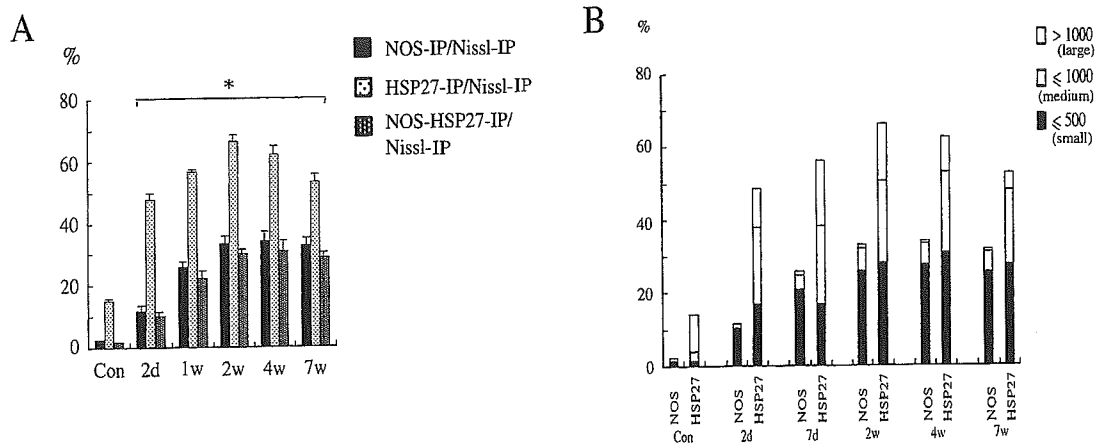 A
%
NOS-IP/Nissl-IP
HSP27-IP/Nissl-IP
NOS-HSP27-IP/
Nissl-IP
*
80
60
40
20
0
Con 2d 1w 2w 4w 7w
B
%
> 1000
(large)
⩽ 1000
(medium)
⩽ 500
(small)
80
60
40
20
0
NOS HSP27 NOS HSP27 NOS HSP27 NOS HSP27 NOS HSP27 NOS HSP27
Con 2d 7d 2w 4w 7w